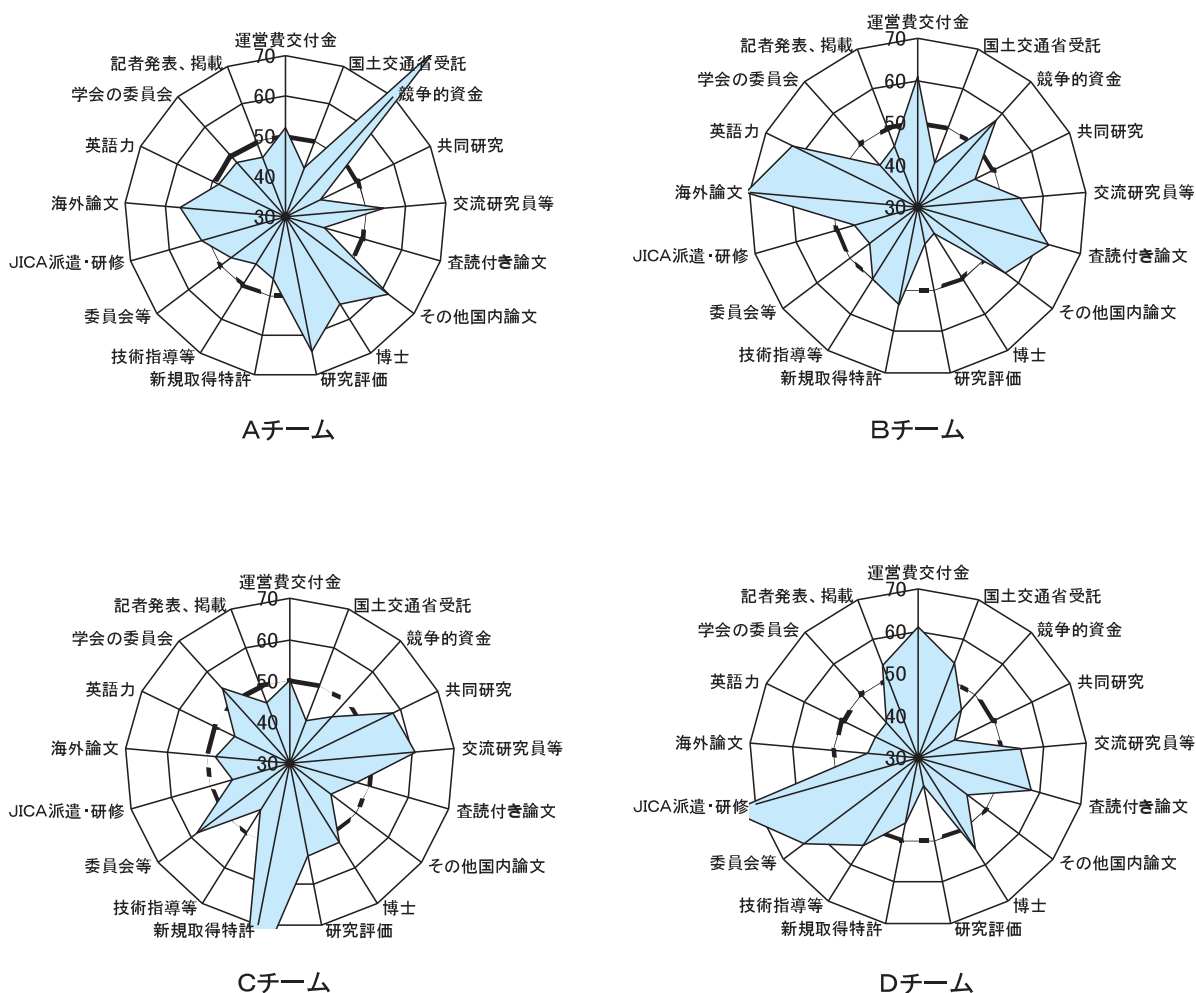 運営費交付金
国土交通省受託
競争的資金
共同研究
交流研究員等
査読付き論文
その他国内論文
博士
研究評価
新規取得特許
技術指導等
委員会等
JICA派遣・研修
海外論文
英語力
学会の委員会
記者発表、掲載
70
60
50
40
30
Aチーム
運営費交付金
国土交通省受託
競争的資金
共同研究
交流研究員等
査読付き論文
その他国内論文
博士
研究評価
新規取得特許
技術指導等
委員会等
JICA派遣・研修
海外論文
英語力
学会の委員会
記者発表、掲載
70
60
50
40
30
Bチーム
運営費交付金
国土交通省受託
競争的資金
共同研究
交流研究員等
査読付き論文
その他国内論文
博士
研究評価
新規取得特許
技術指導等
委員会等
JICA派遣・研修
海外論文
英語力
学会の委員会
記者発表、掲載
70
60
50
40
30
Cチーム
運営費交付金
国土交通省受託
競争的資金
共同研究
交流研究員等
査読付き論文
その他国内論文
博士
研究評価
新規取得特許
技術指導等
委員会等
JICA派遣・研修
海外論文
英語力
学会の委員会
記者発表、掲載
70
60
50
40
30
Dチーム